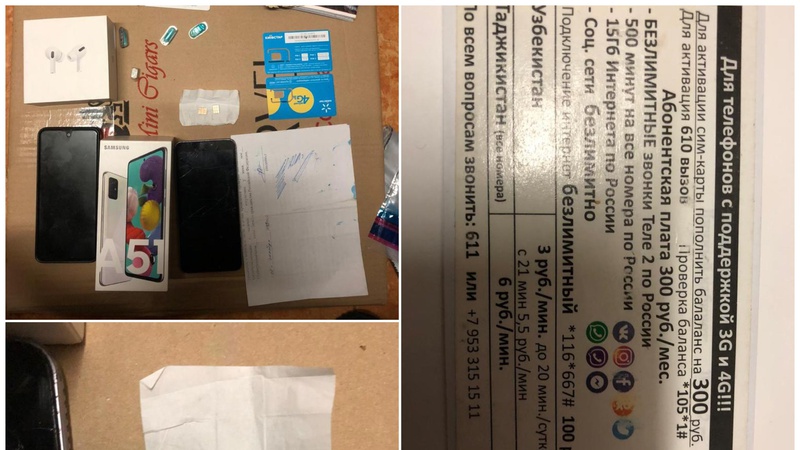 SAMSUNG
A51
Mini Cigers
4G
Для телефонов с поддержкой 3G и 4G!!!
Для активации сим-карты пополнить балаланс на 300 руб.
Для активация 610 вызов Проверка баланса *105*1#
Абонентская плата 300 руб./мес.
- БЕЗЛИМИТНЫЕ звонки Теле 2 по России
- 500 минут на все номера по России
- 15Гб Интернета по России
- Соц. сети безлимитно
Подключение интернет безлимитный *116*667# 100
Узбекистан 3 руб./мин. до 20 мин./сутк
с 21 мин 5,5 руб./мин
Таджикистан (все номера) 6 руб./мин.
По всем вопросам звонить: 611 или +7 953 315 15 11